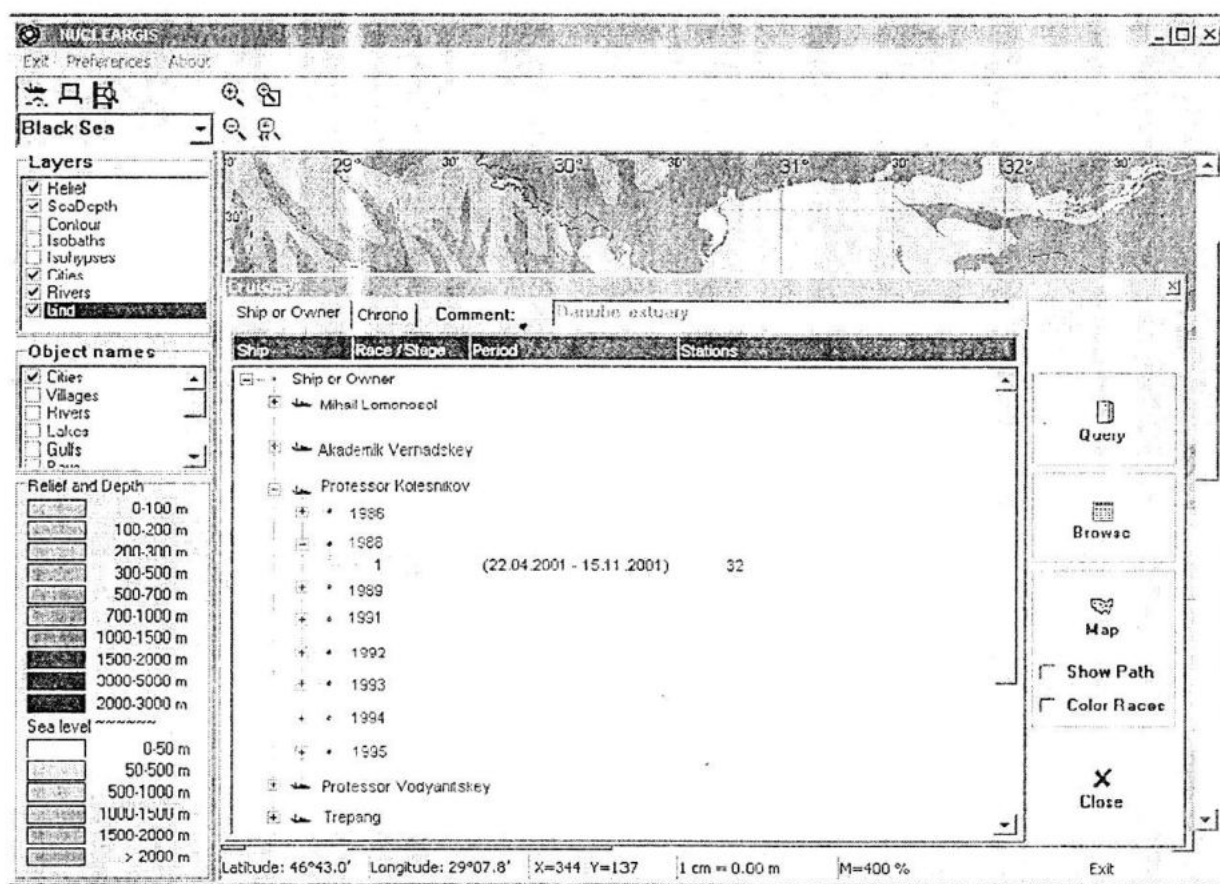 NUCLEARGIS
Exit Preferences About
Black Sea
Layers
Relief
SeaDepth
Contour
Isobaths
Isohypses
Cities
Rivers
Grid
Object names
Cities
Villages
Rivers
Lakes
Gulfs
Relief and Depth
0-100 m
100-200 m
200-300 m
300-500 m
500-700 m
700-1000 m
1000-1500 m
1500-2000 m
3000-5000 m
2000-3000 m
Sea level ~~~~~~
0-50 m
50-500 m
500-1000 m
1000-1500 m
1500-2000 m
> 2000 m
29° 30' 30° 30' 31° 30' 32° 30'
30'
Ship or Owner Chrono Comment: Danube estuary
Ship Race / Stage Period Stations
Ship or Owner
Mihail Lomonosol
Akademik Vernadskey
Professor Kolesnikov
1986
1988
1 (22.04.2001 - 15.11.2001) 32
1989
1991
1992
1993
1994
1995
Professor Vodyanitskey
Trepang
Query
Browse
Map
Show Path
Color Races
Close
Latitude: 46°43.0' Longitude: 29°07.8' X=344 Y=137 1 cm = 0.00 m M=400 % Exit